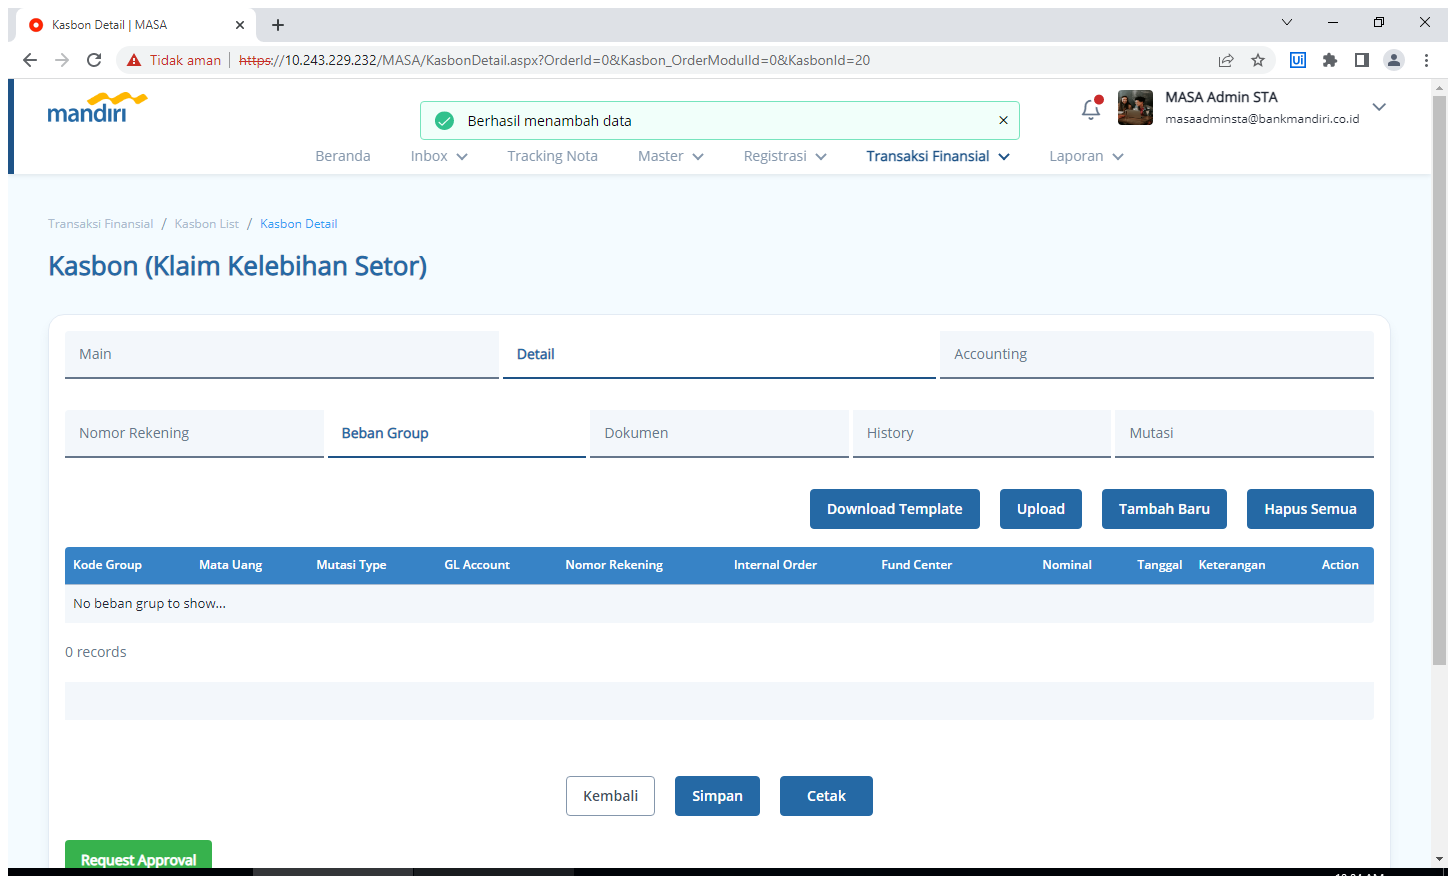 Kasbon Detail | MASA
Tidak aman https://10.243.229.232/MASA/KasbonDetail.aspx?OrderId=0&Kasbon_OrderModulId=0&KasbonId=20
Ui
mandiri
Berhasil menambah data
MASA Admin STA
masaadminsta@bankmandiri.co.id
Beranda Inbox Tracking Nota Master Registrasi Transaksi Finansial Laporan
Transaksi Finansial / Kasbon List / Kasbon Detail
Kasbon (Klaim Kelebihan Setor)
Main Detail Accounting
Nomor Rekening Beban Group Dokumen History Mutasi
Download Template Upload Tambah Baru Hapus Semua
Kode Group Mata Uang Mutasi Type GL Account Nomor Rekening Internal Order Fund Center Nominal Tanggal Keterangan Action
No beban grup to show...
0 records
Kembali Simpan Cetak
Request Approval